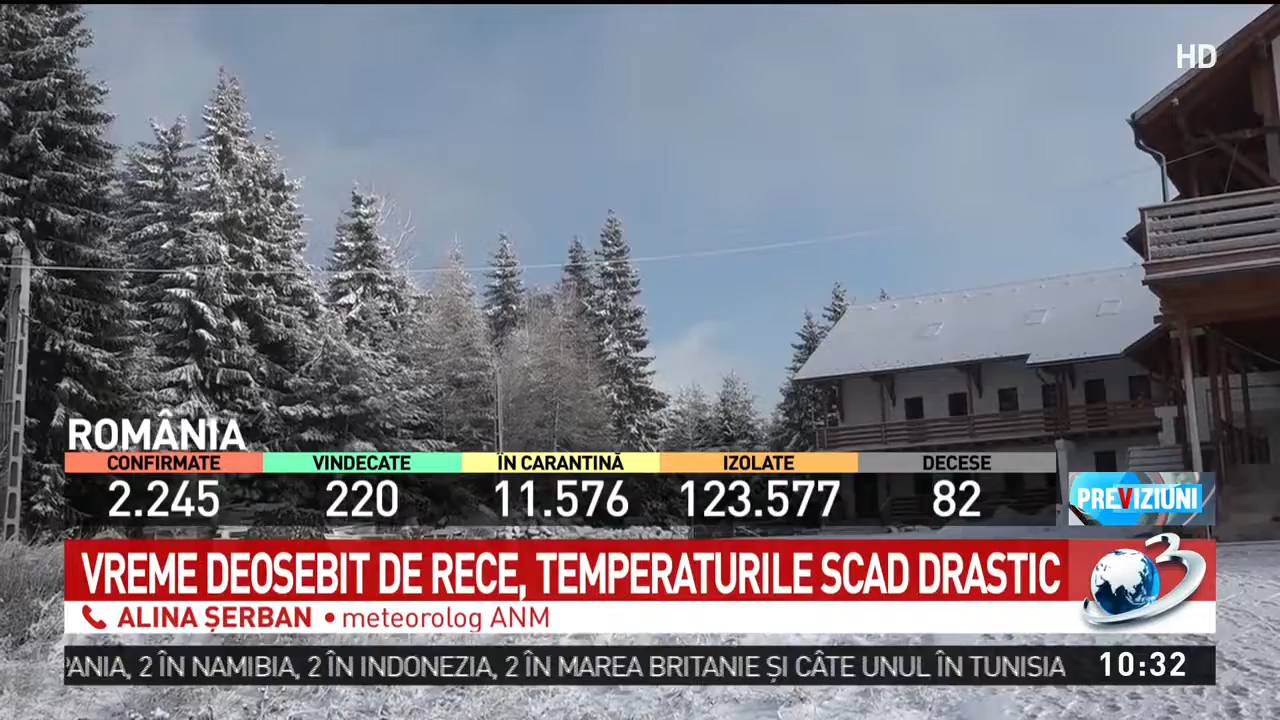 HD
ROMÂNIA
CONFIRMATE VINDECATE ÎN CARANTINĂ IZOLATE DECESE
2.245 220 11.576 123.577 82
PREVIZIUNI
VREME DEOSEBIT DE RECE, TEMPERATURILE SCAD DRASTIC
3
ALINA ȘERBAN • meteorolog ANM
PANIA, 2 ÎN NAMIBIA, 2 ÎN INDONEZIA, 2 ÎN MAREA BRITANIE ȘI CÂTE UNUL ÎN TUNISIA 10:32